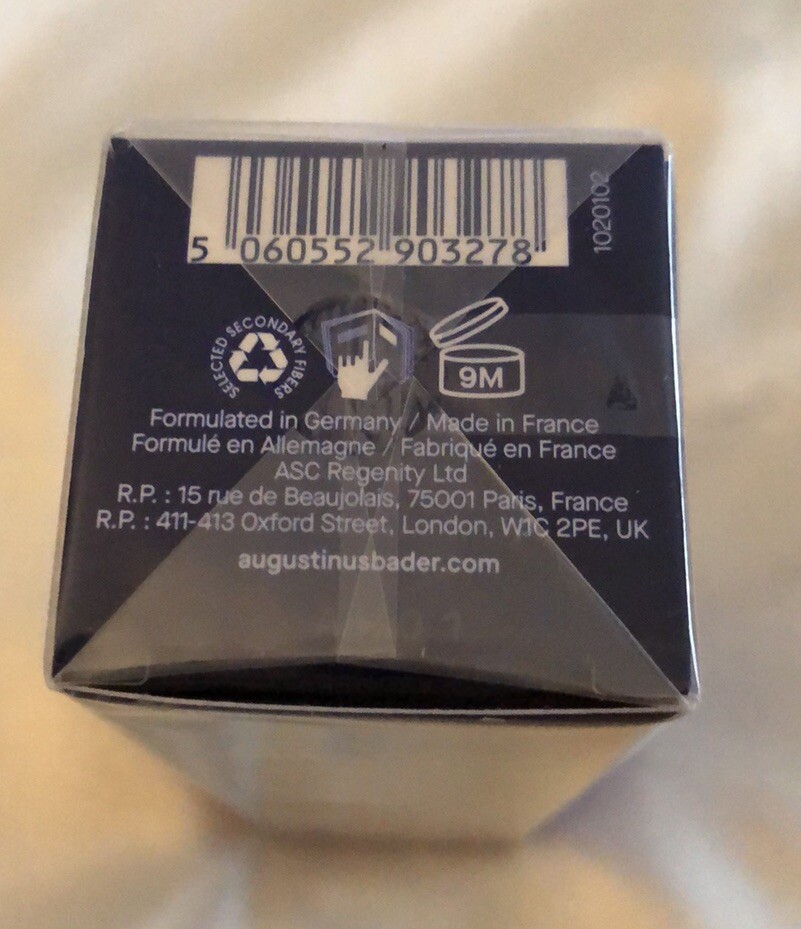 5 060552 903278
1020102
SELECTED SECONDARY FIBERS
9M
Formulated in Germany / Made in France
Formulé en Allemagne / Fabriqué en France
ASC Regenity Ltd
R.P. : 15 rue de Beaujolais, 75001 Paris, France
R.P. : 411-413 Oxford Street, London, W1C 2PE, UK
augustinusbader.com